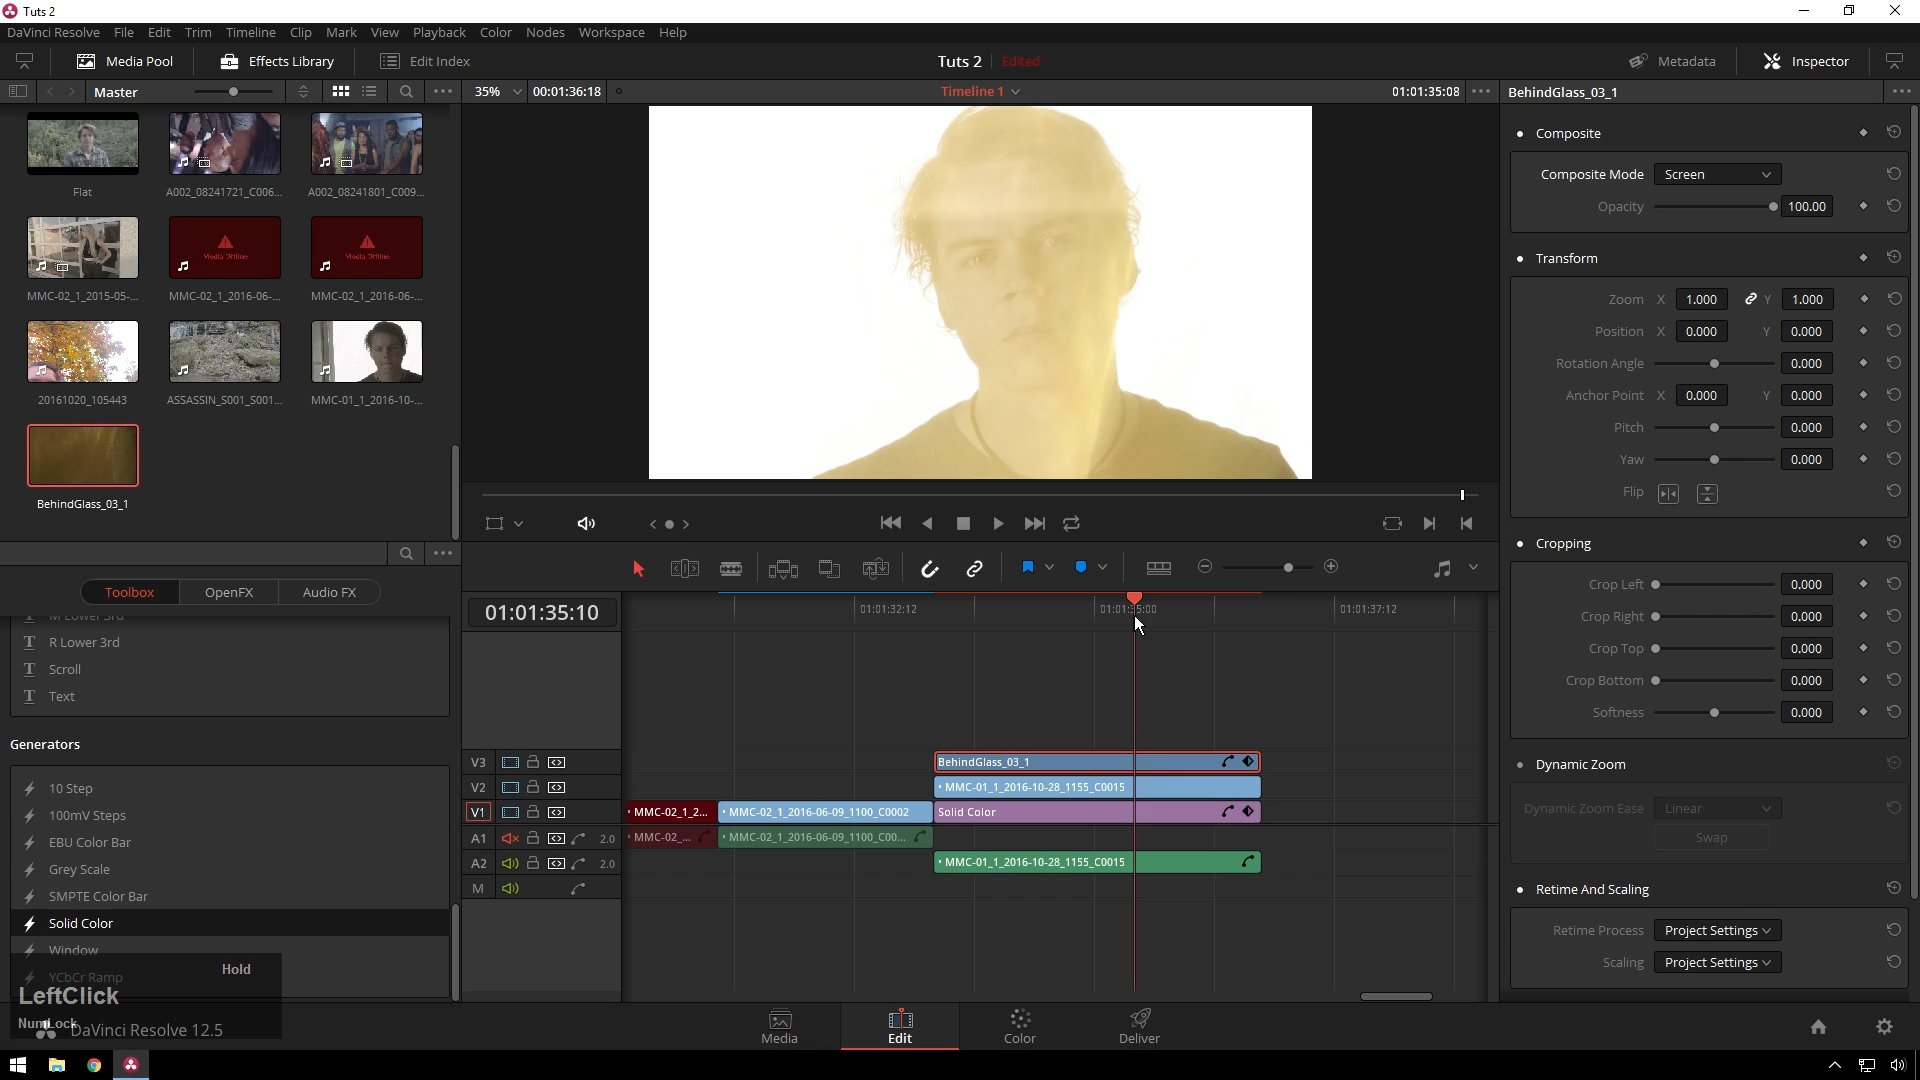 Tuts 2
DaVinci Resolve File Edit Trim Timeline Clip Mark View Playback Color Nodes Workspace Help
Media Pool Effects Library Edit Index Tuts 2 Edited Metadata Inspector
Master 35% 00:01:36:18 Timeline 1 01:01:35:08 BehindGlass_03_1
Flat A002_08241721_C006... A002_08241801_C009...
Media Offline Media Offline
MMC-02_1_2015-05-... MMC-02_1_2016-06-... MMC-02_1_2016-06-...
20161020_105443 ASSASSIN_S001_S001... MMC-01_1_2016-10-...
BehindGlass_03_1
Composite
Composite Mode Screen
Opacity 100.00
Transform
Zoom X 1.000 Y 1.000
Position X 0.000 Y 0.000
Rotation Angle 0.000
Anchor Point X 0.000 Y 0.000
Pitch 0.000
Yaw 0.000
Flip
Cropping
Crop Left 0.000
Crop Right 0.000
Crop Top 0.000
Crop Bottom 0.000
Softness 0.000
Dynamic Zoom
Dynamic Zoom Ease Linear
Swap
Retime And Scaling
Retime Process Project Settings
Scaling Project Settings
Toolbox OpenFX Audio FX
M Lower 3rd
R Lower 3rd
Scroll
Text
Generators
10 Step
100mV Steps
EBU Color Bar
Grey Scale
SMPTE Color Bar
Solid Color
Window
YCbCr Ramp
Hold
LeftClick
NumLock
DaVinci Resolve 12.5
01:01:35:10 01:01:32:12 01:01:35:00 01:01:37:12
V3 BehindGlass_03_1
V2 MMC-01_1_2016-10-28_1155_C0015
V1 MMC-02_1_2... MMC-02_1_2016-06-09_1100_C0002 Solid Color
A1 2.0 MMC-02_... MMC-02_1_2016-06-09_1100_C00...
A2 2.0 MMC-01_1_2016-10-28_1155_C0015
M
Media Edit Color Deliver